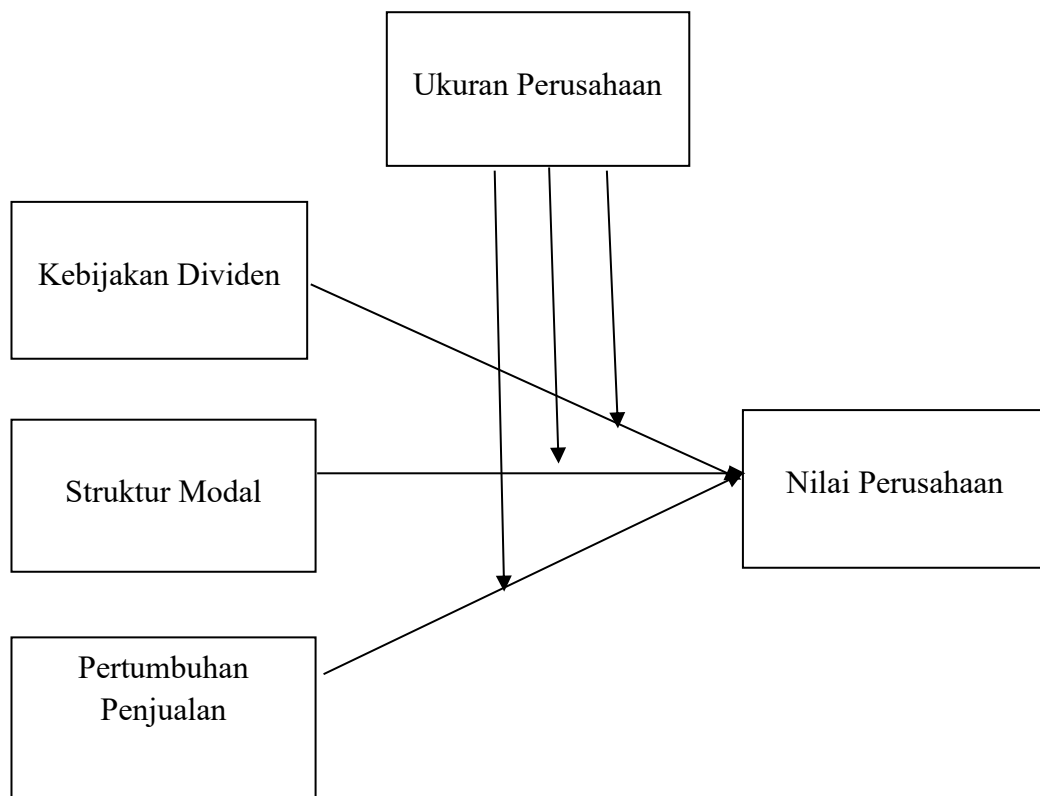 Ukuran Perusahaan
Kebijakan Dividen
Struktur Modal
Nilai Perusahaan
Pertumbuhan
Penjualan